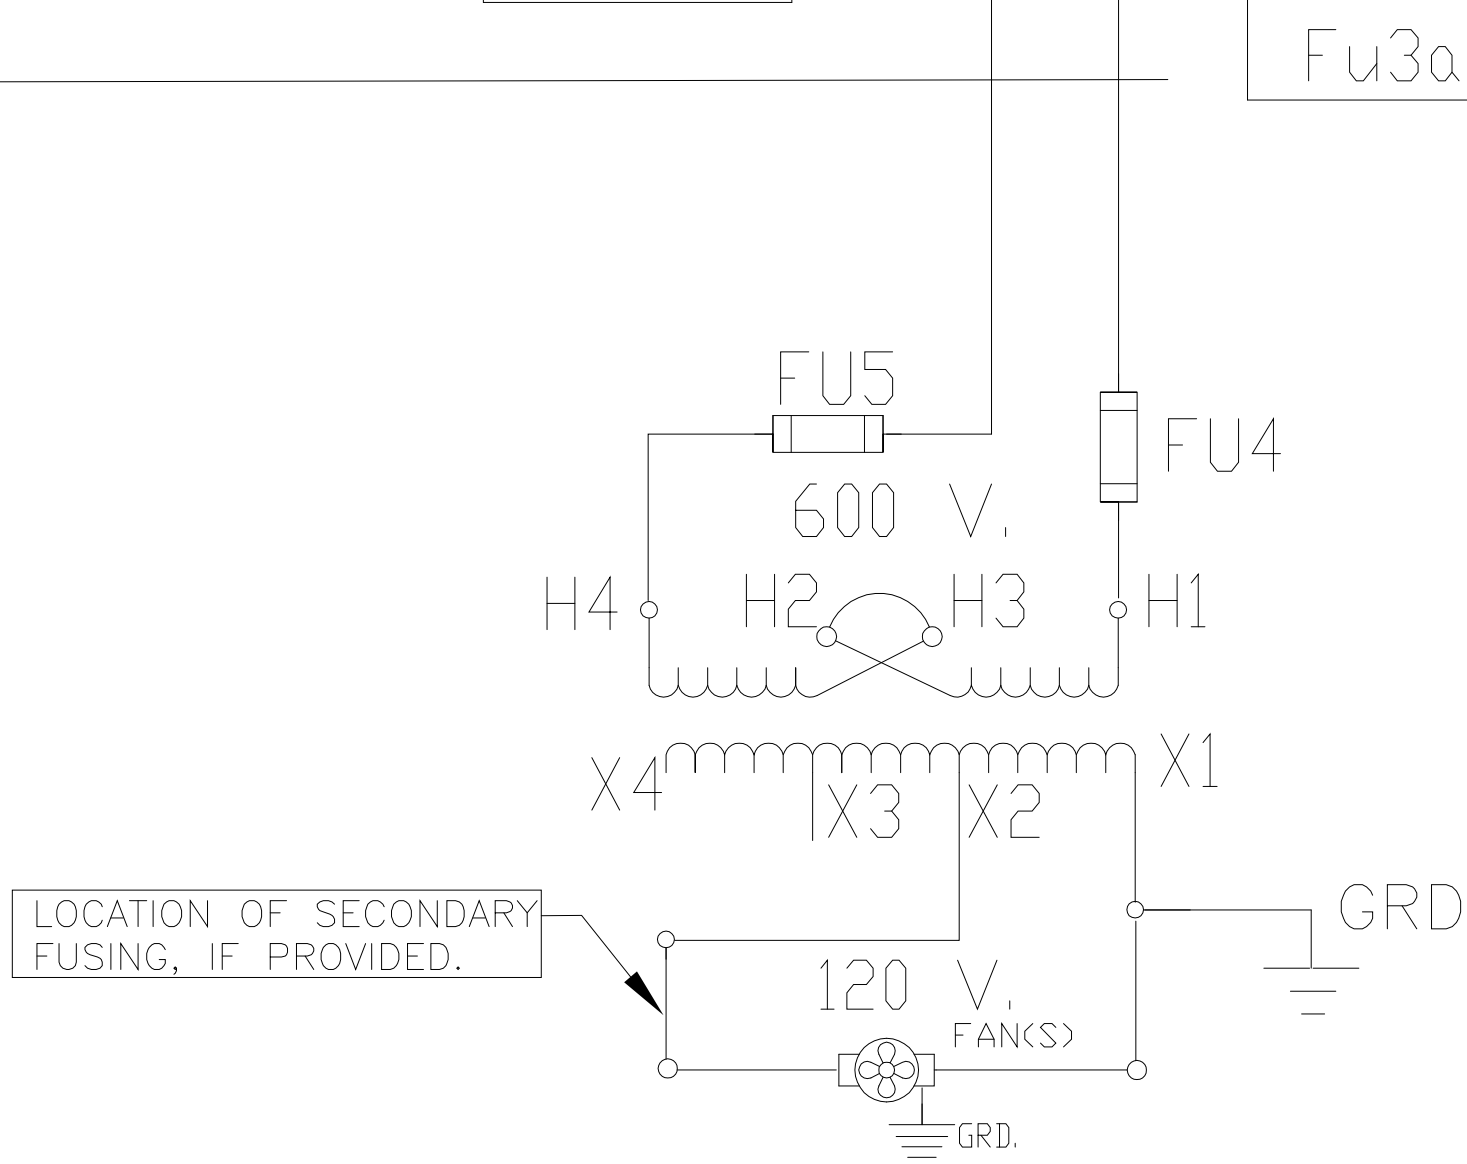 Fu3a
FU5
FU4
600 V.
H4
H2
H3
H1
X4
X3
X2
X1
LOCATION OF SECONDARY
FUSING, IF PROVIDED.
GRD
120 V.
FAN(S)
GRD.